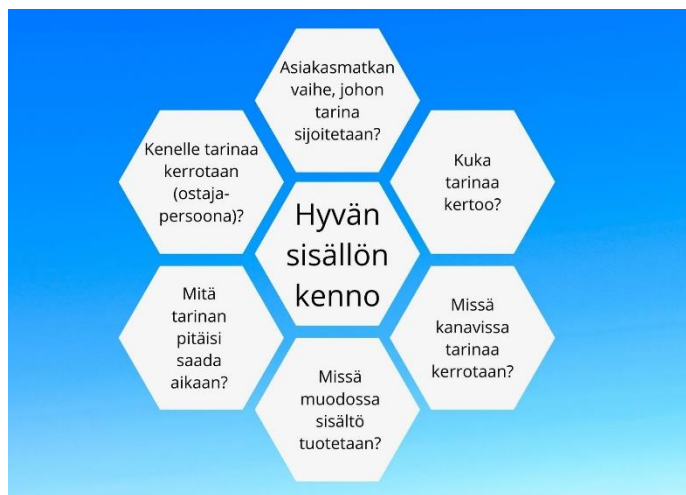 Asiakasmatkan
vaihe, johon
tarina
sijoitetaan?
Kenelle tarinaa
kerrotaan
(ostaja-
persoona)?
Kuka
tarinaa
kertoo?
Hyvän
sisällön
kenno
Mitä
tarinan
pitäisi
saada
aikaan?
Missä
kanavissa
tarinaa
kerrotaan?
Missä
muodossa
sisältö
tuotetaan?